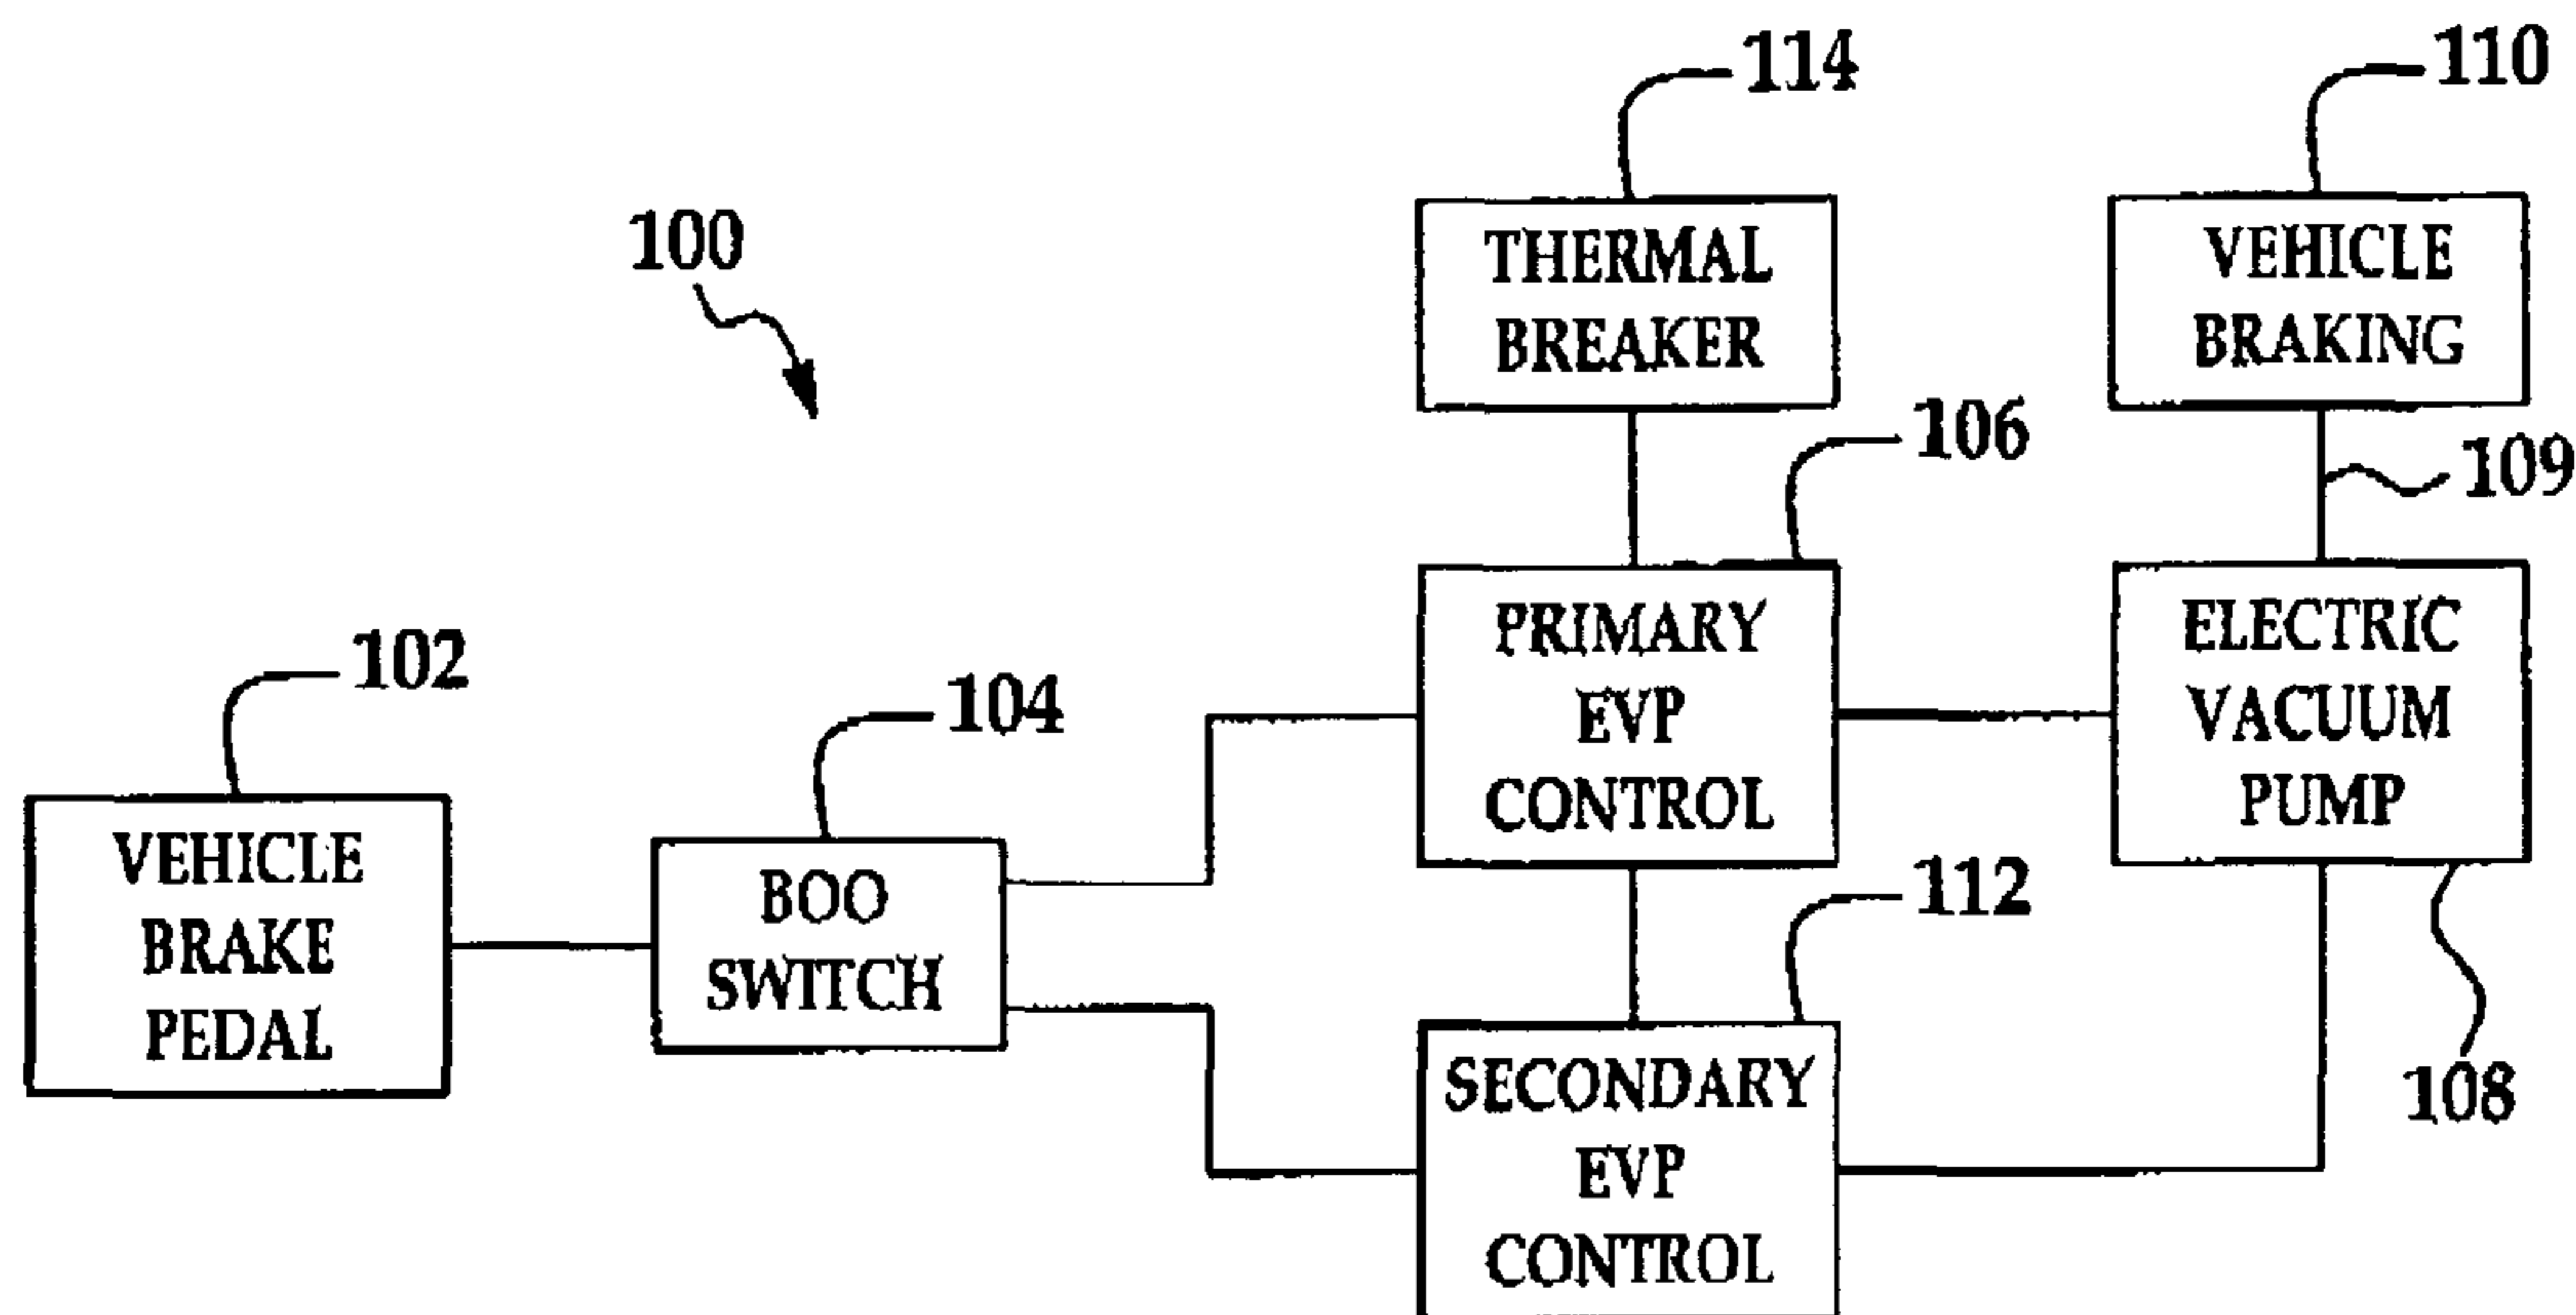 114
110
100
THERMAL
BREAKER
VEHICLE
BRAKING
106
109
102
104
PRIMARY
EVP
CONTROL
ELECTRIC
VACUUM
PUMP
VEHICLE
BRAKE
PEDAL
BOO
SWITCH
112
108
SECONDARY
EVP
CONTROL